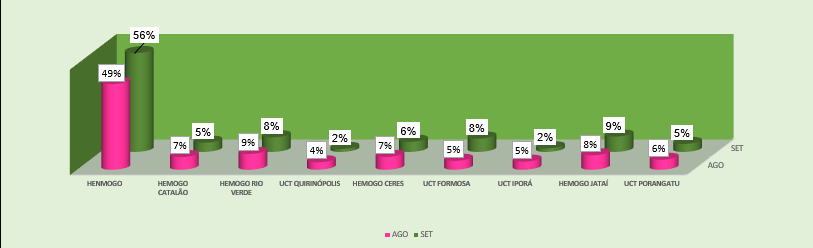 56%
49%
7%
5%
9%
8%
4%
2%
7%
6%
5%
8%
5%
2%
8%
9%
6%
5%
SET
AGO
HENMOGO
HEMOGO
CATALÃO
HEMOGO RIO
VERDE
UCT QUIRINÓPOLIS
HEMOGO CERES
UCT FORMOSA
UCT IPORÁ
HEMOGO JATAÍ
UCT PORANGATU
AGO SET